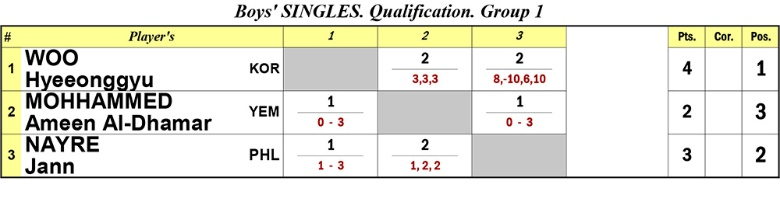 Boys' SINGLES. Qualification. Group 1
# Player's 1 2 3 Pts. Cor. Pos.
1 WOO Hyeeonggyu KOR 2 2 4 1
3,3,3 8,-10,6,10
2 MOHHAMMED Ameen Al-Dhamar YEM 1 1 2 3
0 - 3 0 - 3
3 NAYRE Jann PHL 1 2 3 2
1 - 3 1, 2, 2